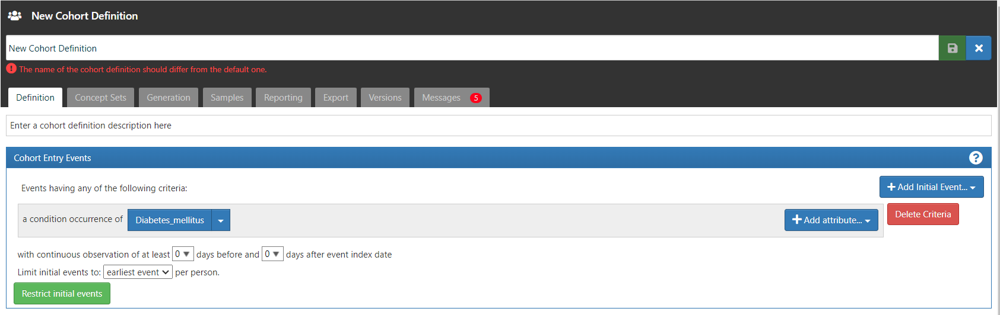 New Cohort Definition
New Cohort Definition
The name of the cohort definition should differ from the default one.
Definition Concept Sets Generation Samples Reporting Export Versions Messages 5
Enter a cohort definition description here
Cohort Entry Events
Events having any of the following criteria: Add Initial Event...
a condition occurrence of Diabetes_mellitus Add attribute... Delete Criteria
with continuous observation of at least 0 days before and 0 days after event index date
Limit initial events to: earliest event per person.
Restrict initial events